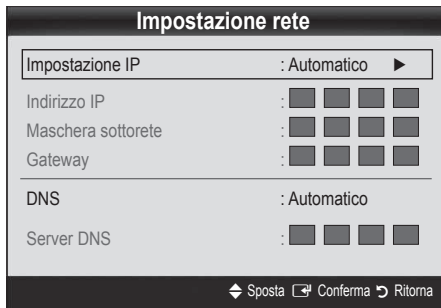 Impostazione rete
Impostazione IP : Automatico ►
Indirizzo IP :
Maschera sottorete :
Gateway :
DNS : Automatico
Server DNS :
Sposta Conferma Ritorna